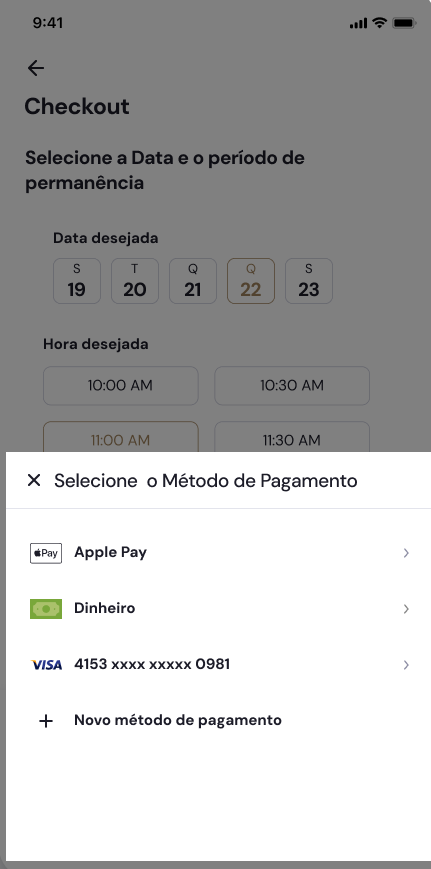 9:41
Checkout
Selecione a Data e o período de
permanência
Data desejada
S T Q Q S
19 20 21 22 23
Hora desejada
10:00 AM 10:30 AM
11:00 AM 11:30 AM
Selecione o Método de Pagamento
Pay Apple Pay
Dinheiro
VISA 4153 xxxx xxxxx 0981
Novo método de pagamento